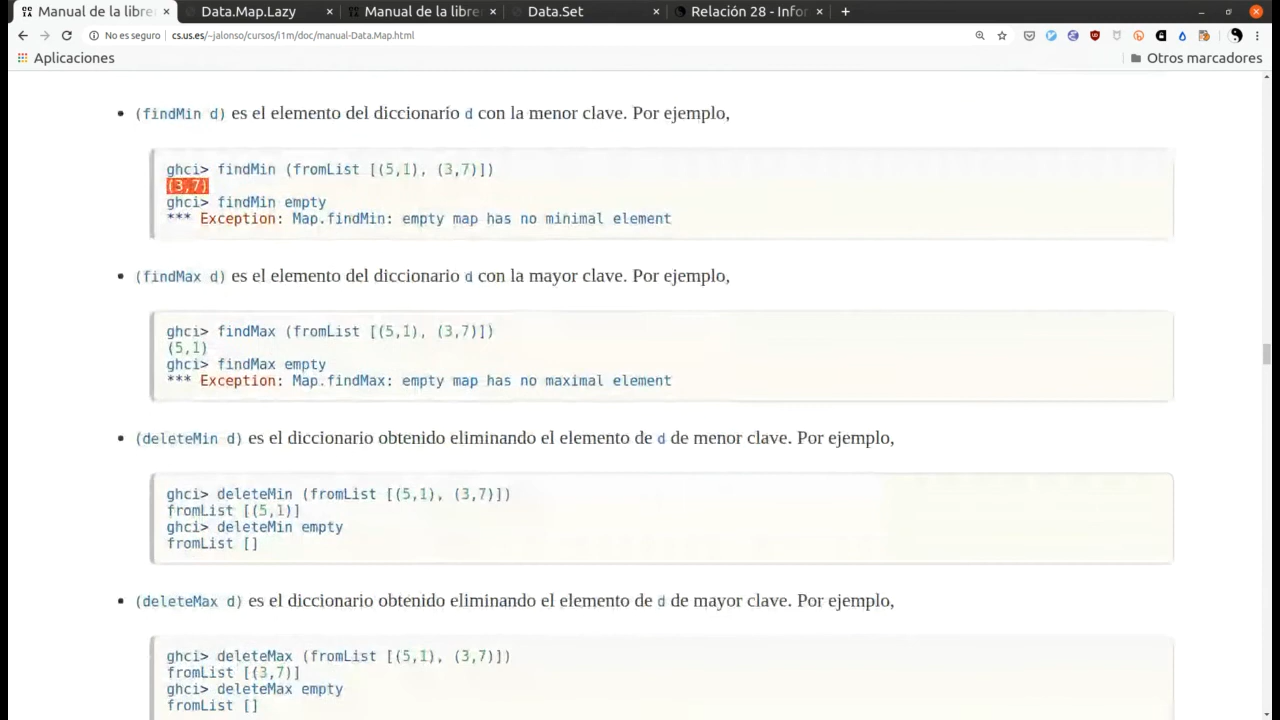 Manual de la libre
Data.Map.Lazy
Manual de la libre
Data.Set
Relación 28 - Infor
No es seguro
cs.us.es/~jalonso/cursos/i1m/doc/manual-Data.Map.html
Aplicaciones
Otros marcadores
(findMin d) es el elemento del diccionario d con la menor clave. Por ejemplo,
ghci> findMin (fromList [(5,1), (3,7)])
(3,7)
ghci> findMin empty
*** Exception: Map.findMin: empty map has no minimal element
(findMax d) es el elemento del diccionario d con la mayor clave. Por ejemplo,
ghci> findMax (fromList [(5,1), (3,7)])
(5,1)
ghci> findMax empty
*** Exception: Map.findMax: empty map has no maximal element
(deleteMin d) es el diccionario obtenido eliminando el elemento de d de menor clave. Por ejemplo,
ghci> deleteMin (fromList [(5,1), (3,7)])
fromList [(5,1)]
ghci> deleteMin empty
fromList []
(deleteMax d) es el diccionario obtenido eliminando el elemento de d de mayor clave. Por ejemplo,
ghci> deleteMax (fromList [(5,1), (3,7)])
fromList [(3,7)]
ghci> deleteMax empty
fromList []